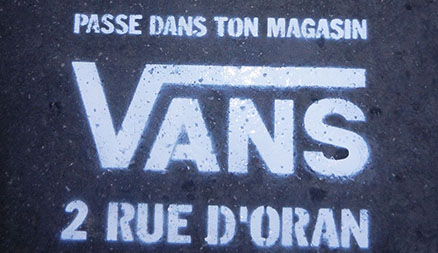 PASSE DANS TON MAGASIN
VANS
2 RUE D'ORAN